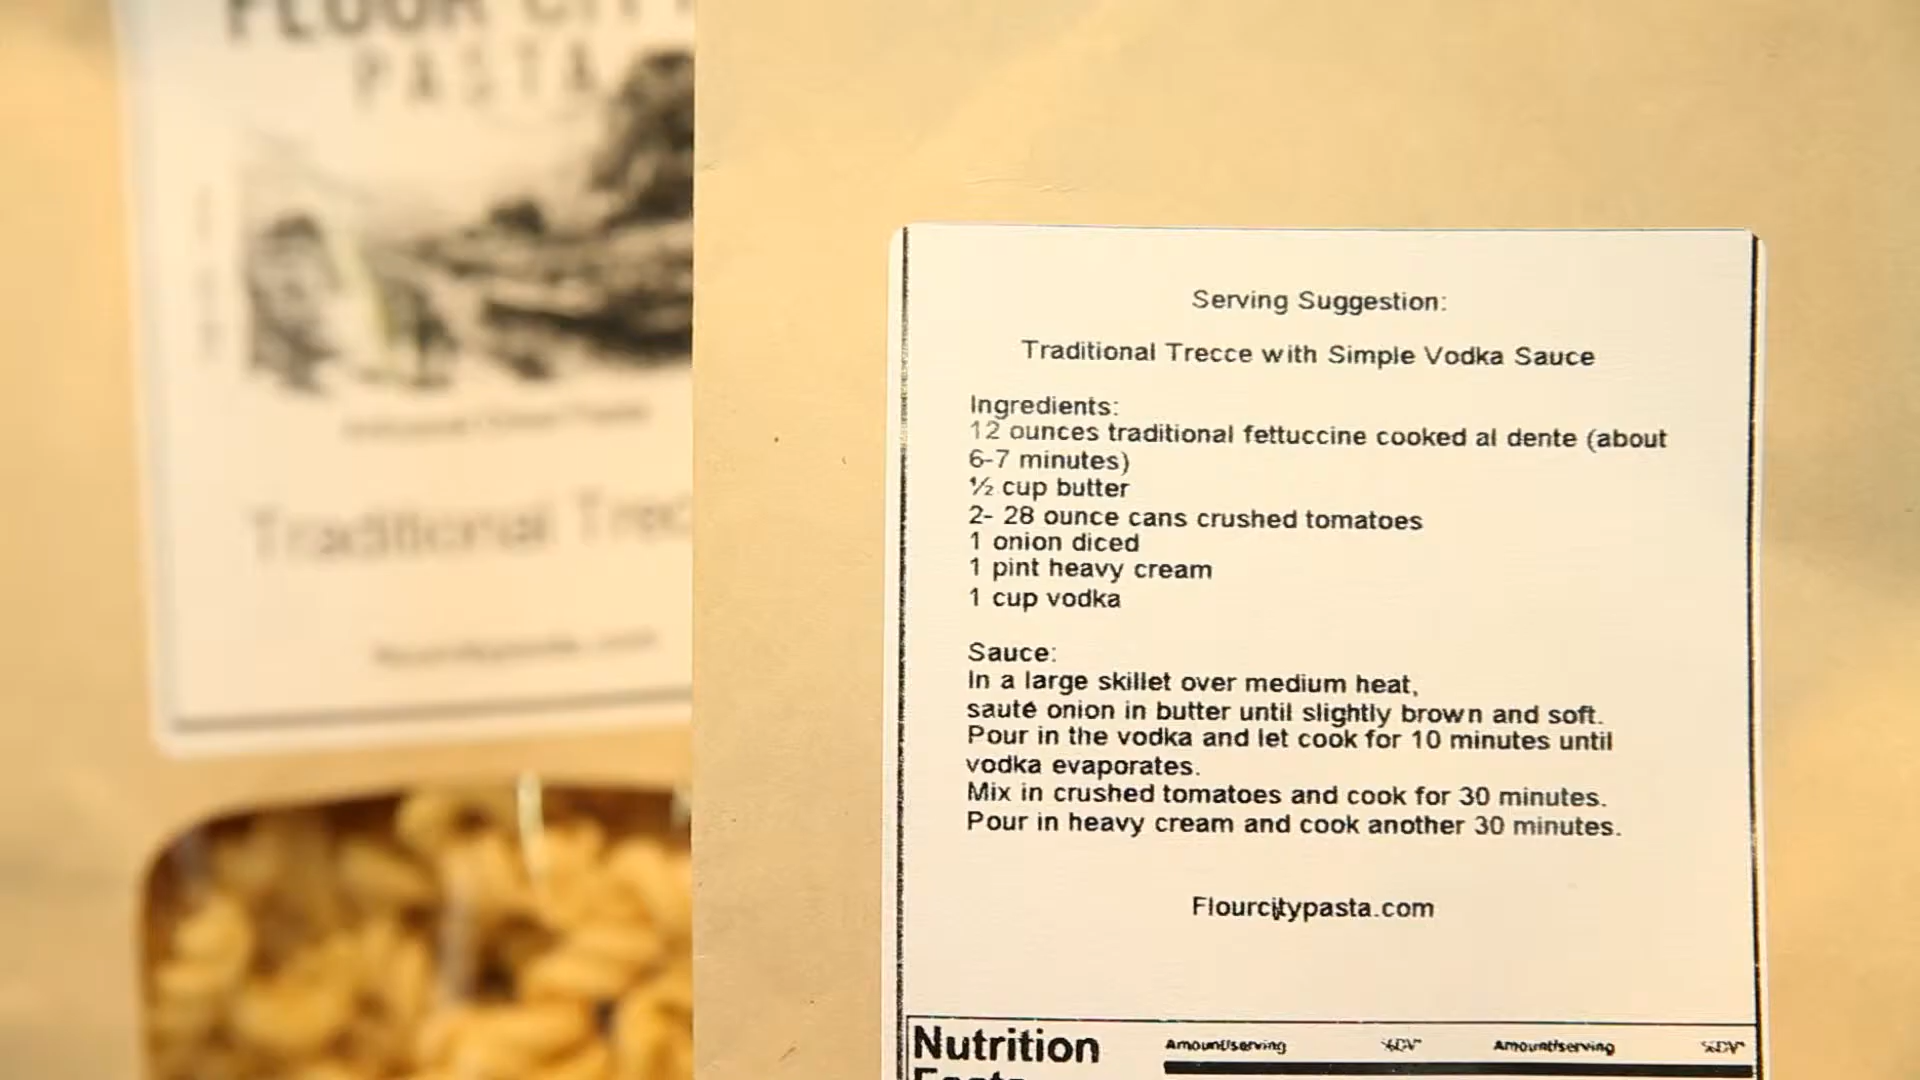 FLOUR CITY
PASTA
Traditional Trec
Serving Suggestion:
Traditional Trecce with Simple Vodka Sauce
Ingredients:
12 ounces traditional fettuccine cooked al dente (about
6-7 minutes)
½ cup butter
2- 28 ounce cans crushed tomatoes
1 onion diced
1 pint heavy cream
1 cup vodka
Sauce:
In a large skillet over medium heat,
sauté onion in butter until slightly brown and soft.
Pour in the vodka and let cook for 10 minutes until
vodka evaporates.
Mix in crushed tomatoes and cook for 30 minutes.
Pour in heavy cream and cook another 30 minutes.
Flourcitypasta.com
Nutrition
Facts
Amount/serving %DV* Amount/serving %DV*